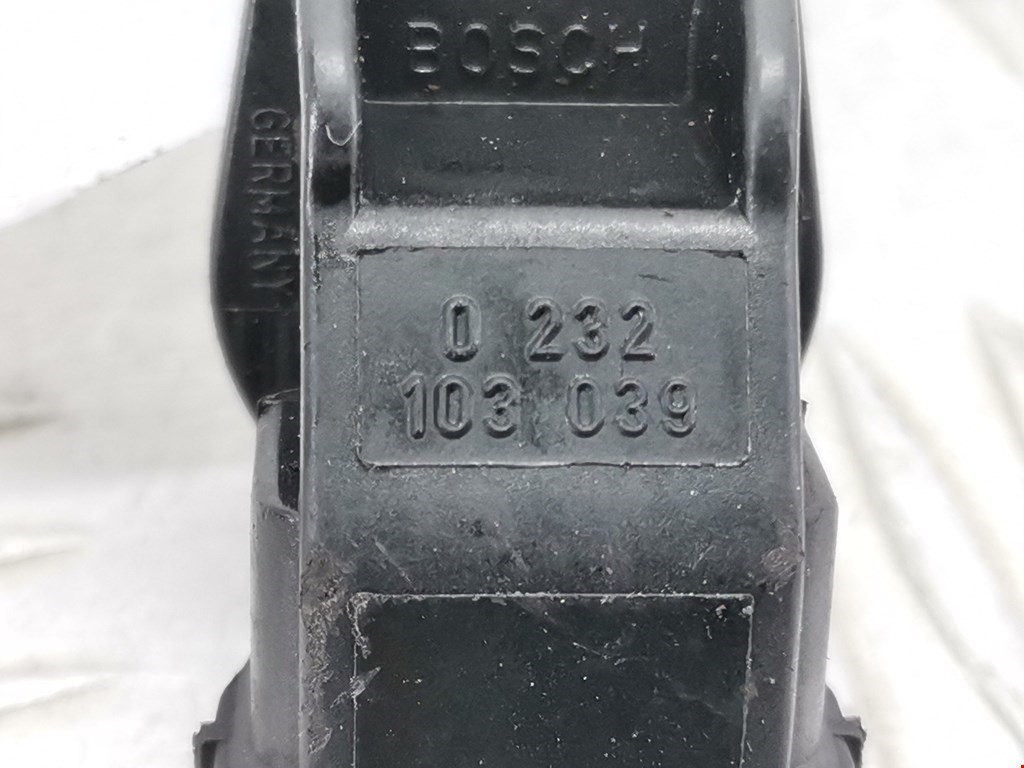 BOSCH
GERMANY
0 232
103 039